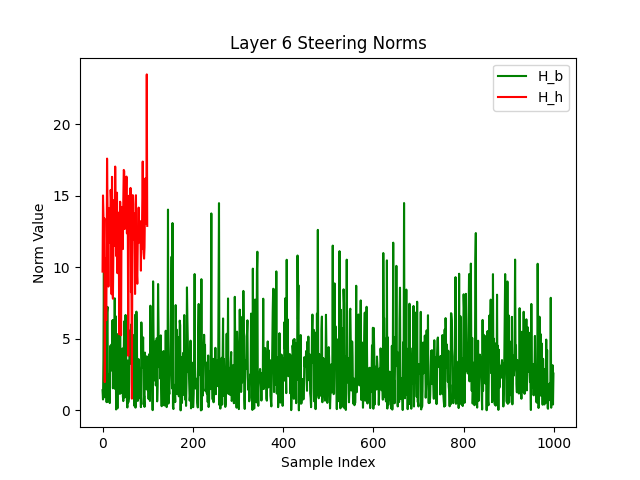 Layer 6 Steering Norms
H_b
H_h
Norm Value
20
15
10
5
0
0 200 400 600 800 1000
Sample Index